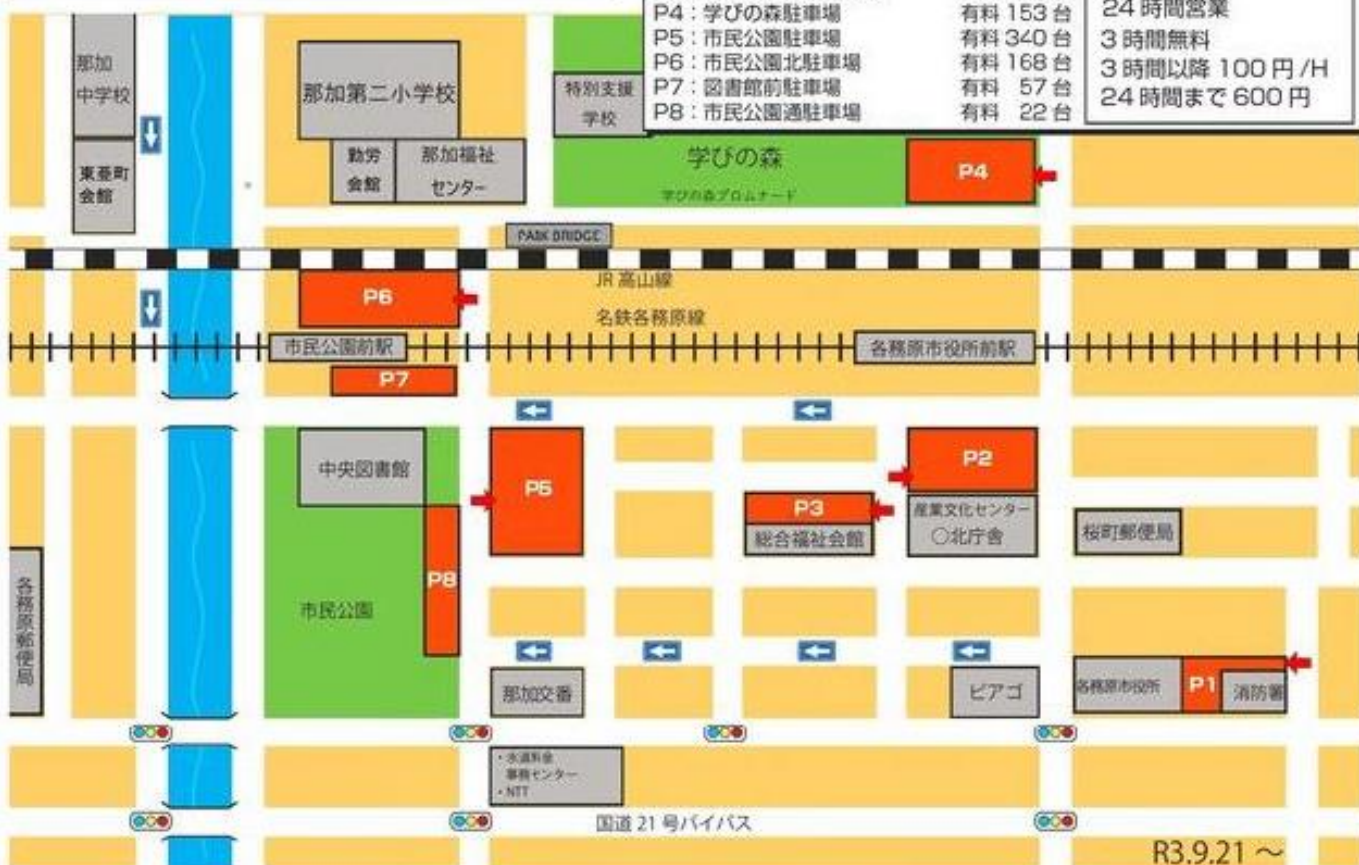 P4：学びの森駐車場 有料 153 台
P5：市民公園駐車場 有料 340 台
P6：市民公園北駐車場 有料 168 台
P7：図書館前駐車場 有料 57 台
P8：市民公園通駐車場 有料 22 台
24 時間営業
3 時間無料
3 時間以降 100 円 /H
24 時間まで 600 円
那加
中学校
那加第二小学校
特別支援
学校
東亜町
会館
勤労
会館
那加福祉
センター
学びの森
学びの森プロムナード
P4
PARK BRIDGE
JR 高山線
P6
名鉄各務原線
市民公園前駅
各務原市役所前駅
P7
中央図書館
P5
P2
P3
総合福祉会館
産業文化センター
○北庁舎
桜町郵便局
P8
市民公園
各務原郵便局
那加交番
ピアゴ
各務原市役所
P1
消防署
・水道料金
事務センター
・NTT
国道 21 号バイパス
R3.9.21 ～